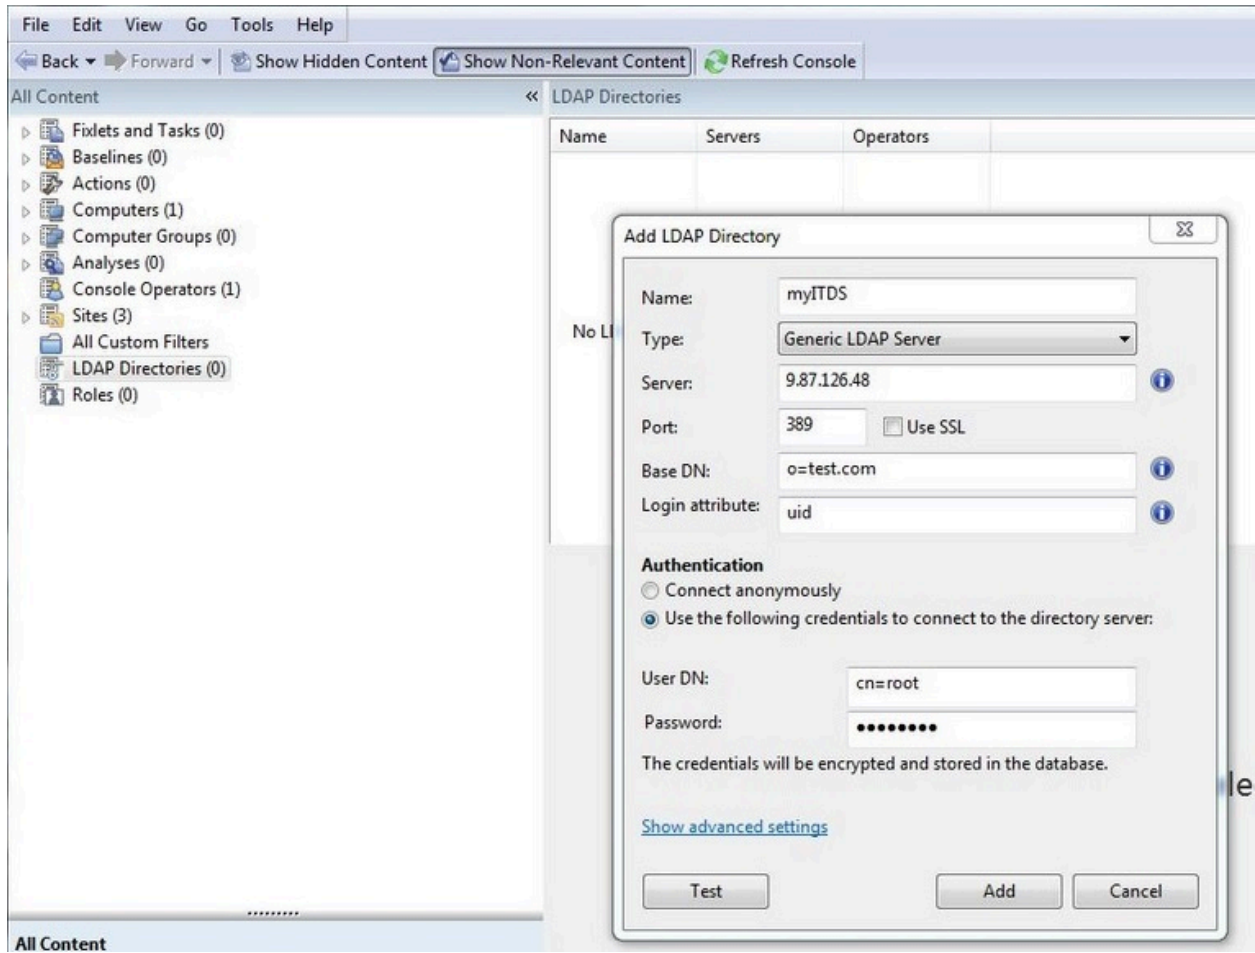 File Edit View Go Tools Help
Back Forward Show Hidden Content Show Non-Relevant Content Refresh Console
All Content
Fixlets and Tasks (0)
Baselines (0)
Actions (0)
Computers (1)
Computer Groups (0)
Analyses (0)
Console Operators (1)
Sites (3)
All Custom Filters
LDAP Directories (0)
Roles (0)
All Content
LDAP Directories
Name Servers Operators
No
Add LDAP Directory
Name: myITDS
Type: Generic LDAP Server
Server: 9.87.126.48
Port: 389 Use SSL
Base DN: o=test.com
Login attribute: uid
Authentication
Connect anonymously
Use the following credentials to connect to the directory server:
User DN: cn=root
Password: ●●●●●●●●
The credentials will be encrypted and stored in the database.
Show advanced settings
Test Add Cancel